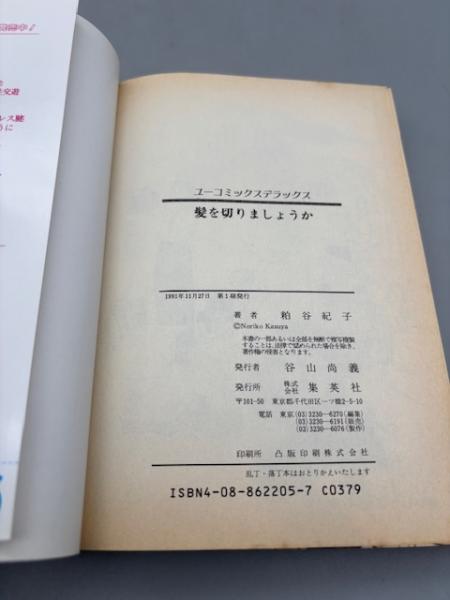 ス交遊
レス腱
うに
ユーコミックスデラックス
髪を切りましょうか
1991年11月27日 第1刷発行
著者 粕谷紀子
©Noriko Kasuya
本書の一部あるいは全部を無断で複写複製
することは、法律で認められた場合を除き、
著作権の侵害となります。
発行者 谷山尚義
発行所 株式会社 集英社
〒101-50 東京都千代田区一ツ橋2-5-10
電話 東京(03)3230-6270(編集)
(03)3230-6191(販売)
(03)3230-6076(製作)
印刷所 凸版印刷株式会社
乱丁・落丁本はおとりかえいたします
ISBN4-08-862205-7 C0379